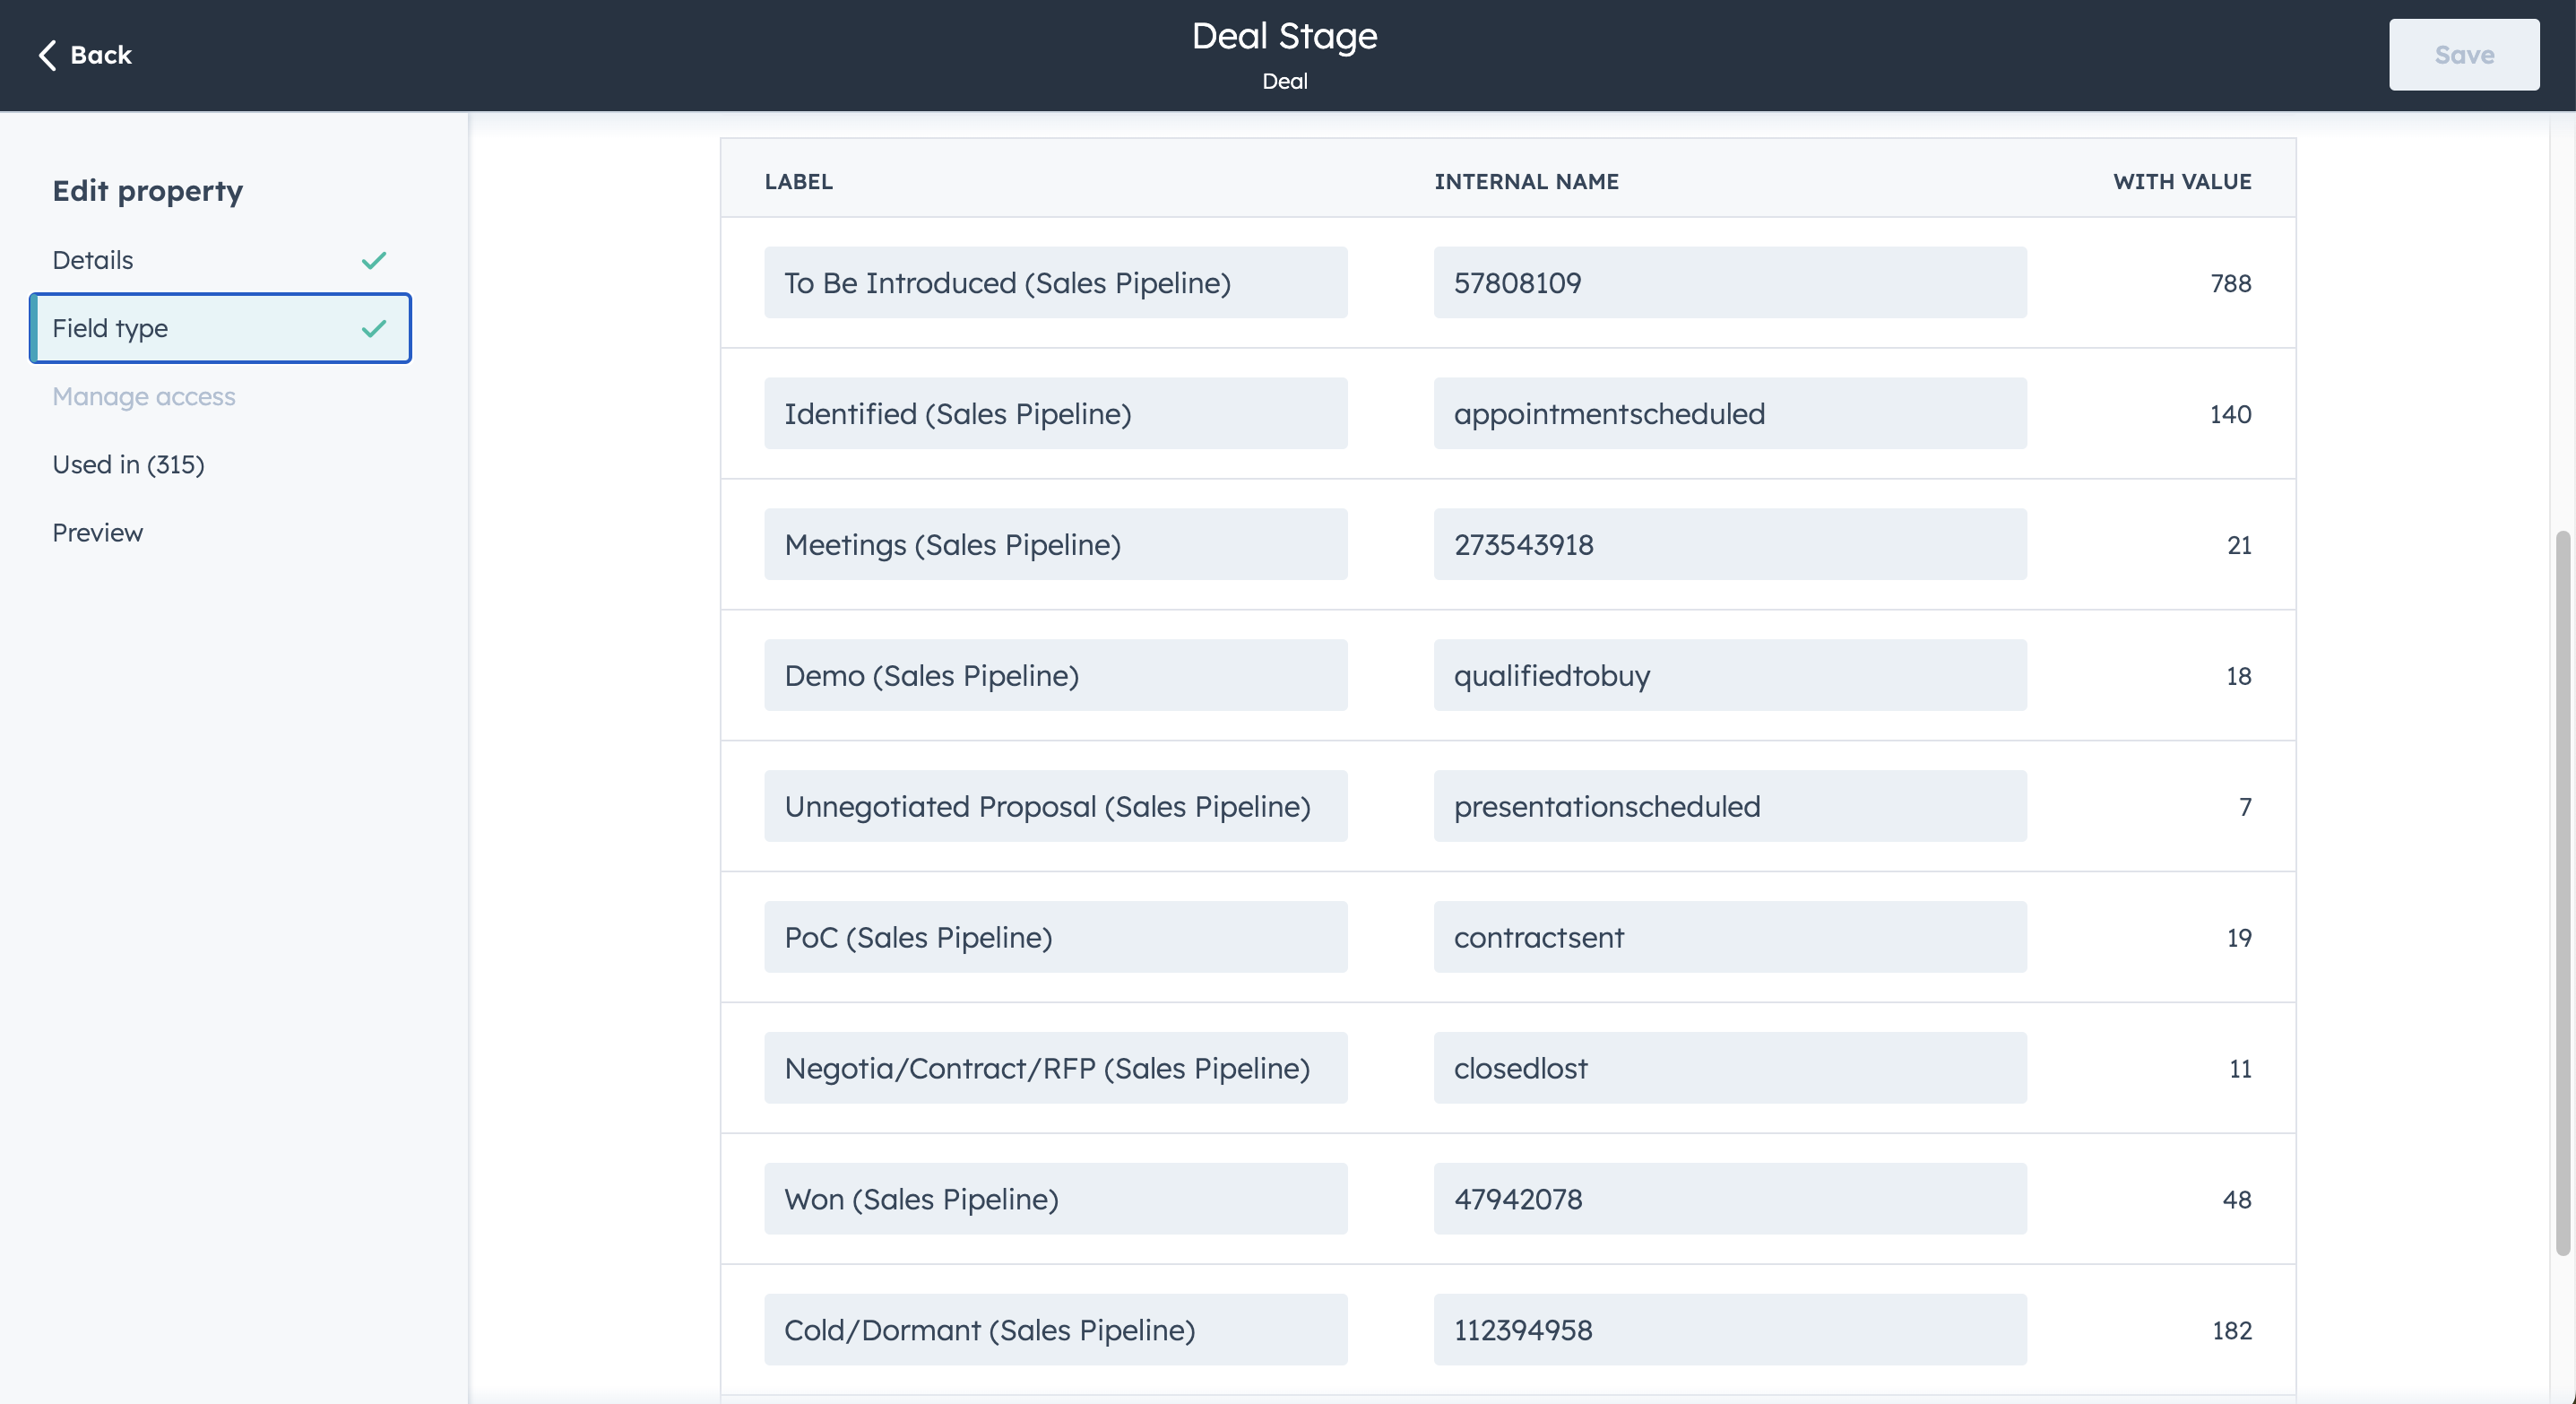 Back
Deal Stage
Deal
Save
Edit property
Details
Field type
Manage access
Used in (315)
Preview
LABEL INTERNAL NAME WITH VALUE
To Be Introduced (Sales Pipeline) 57808109 788
Identified (Sales Pipeline) appointmentscheduled 140
Meetings (Sales Pipeline) 273543918 21
Demo (Sales Pipeline) qualifiedtobuy 18
Unnegotiated Proposal (Sales Pipeline) presentationscheduled 7
PoC (Sales Pipeline) contractsent 19
Negotia/Contract/RFP (Sales Pipeline) closedlost 11
Won (Sales Pipeline) 47942078 48
Cold/Dormant (Sales Pipeline) 112394958 182